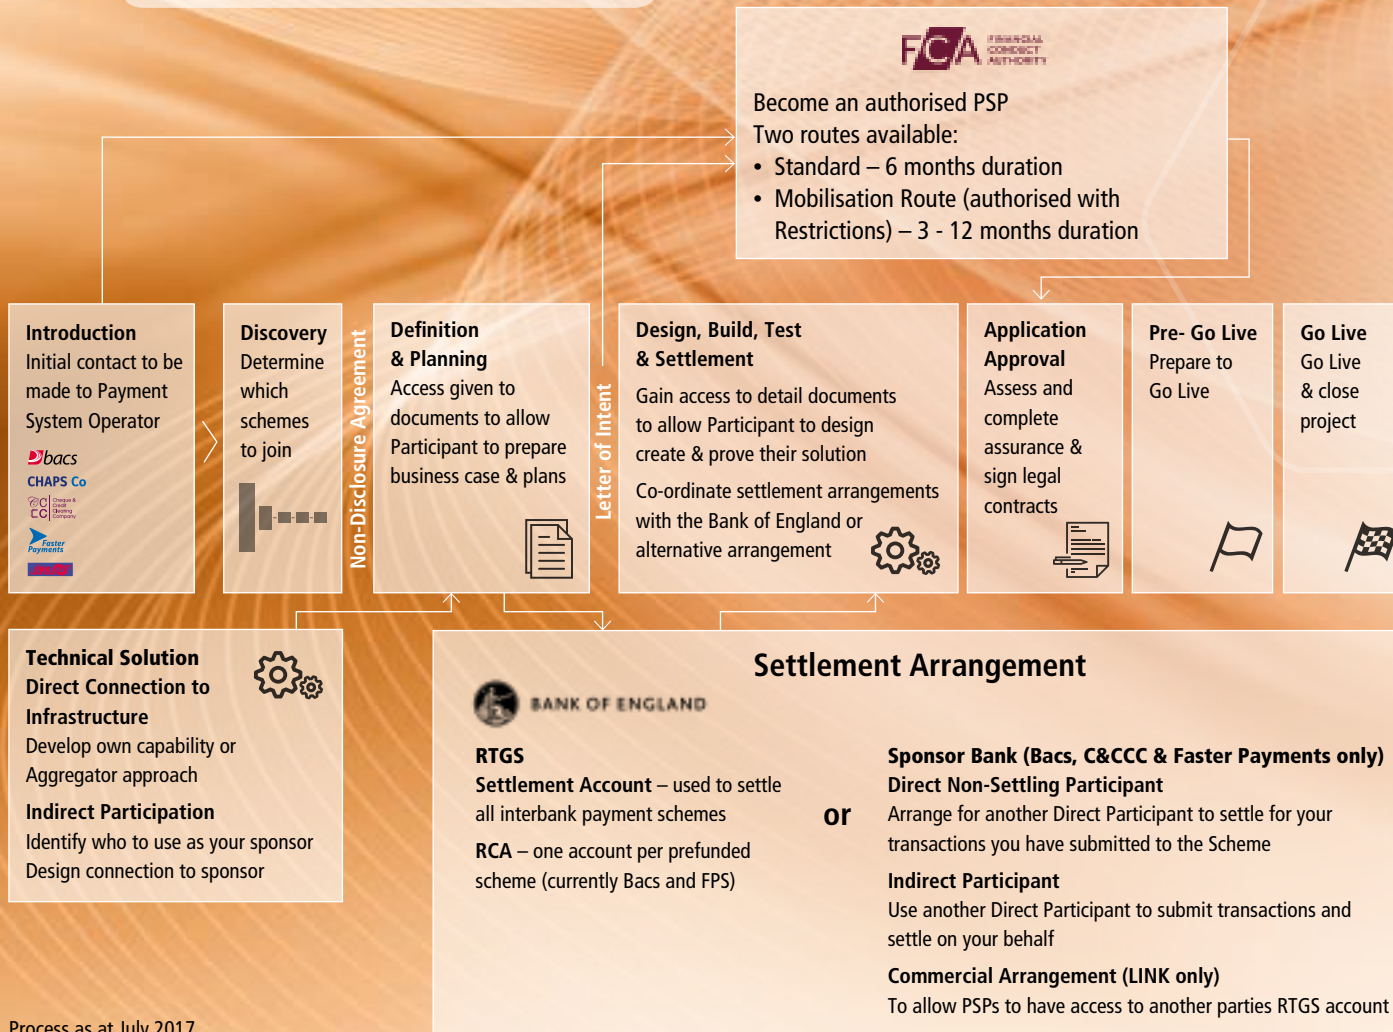 FCA FINANCIAL
CONDUCT
AUTHORITY
Become an authorised PSP
Two routes available:
• Standard – 6 months duration
• Mobilisation Route (authorised with
Restrictions) – 3 - 12 months duration
Introduction
Initial contact to be
made to Payment
System Operator
bacs
CHAPS Co
Cheque &
Credit
Clearing
Company
Faster
Payments
Discovery
Determine
which
schemes
to join
Non-Disclosure Agreement
Definition
& Planning
Access given to
documents to allow
Participant to prepare
business case & plans
Letter of Intent
Design, Build, Test
& Settlement
Gain access to detail documents
to allow Participant to design
create & prove their solution
Co-ordinate settlement arrangements
with the Bank of England or
alternative arrangement
Application
Approval
Assess and
complete
assurance &
sign legal
contracts
Pre- Go Live
Prepare to
Go Live
Go Live
Go Live
& close
project
Technical Solution
Direct Connection to
Infrastructure
Develop own capability or
Aggregator approach
Indirect Participation
Identify who to use as your sponsor
Design connection to sponsor
Settlement Arrangement
BANK OF ENGLAND
RTGS
Settlement Account – used to settle
all interbank payment schemes
RCA – one account per prefunded
scheme (currently Bacs and FPS)
or
Sponsor Bank (Bacs, C&CCC & Faster Payments only)
Direct Non-Settling Participant
Arrange for another Direct Participant to settle for your
transactions you have submitted to the Scheme
Indirect Participant
Use another Direct Participant to submit transactions and
settle on your behalf
Commercial Arrangement (LINK only)
To allow PSPs to have access to another parties RTGS account
Process as at July 2017